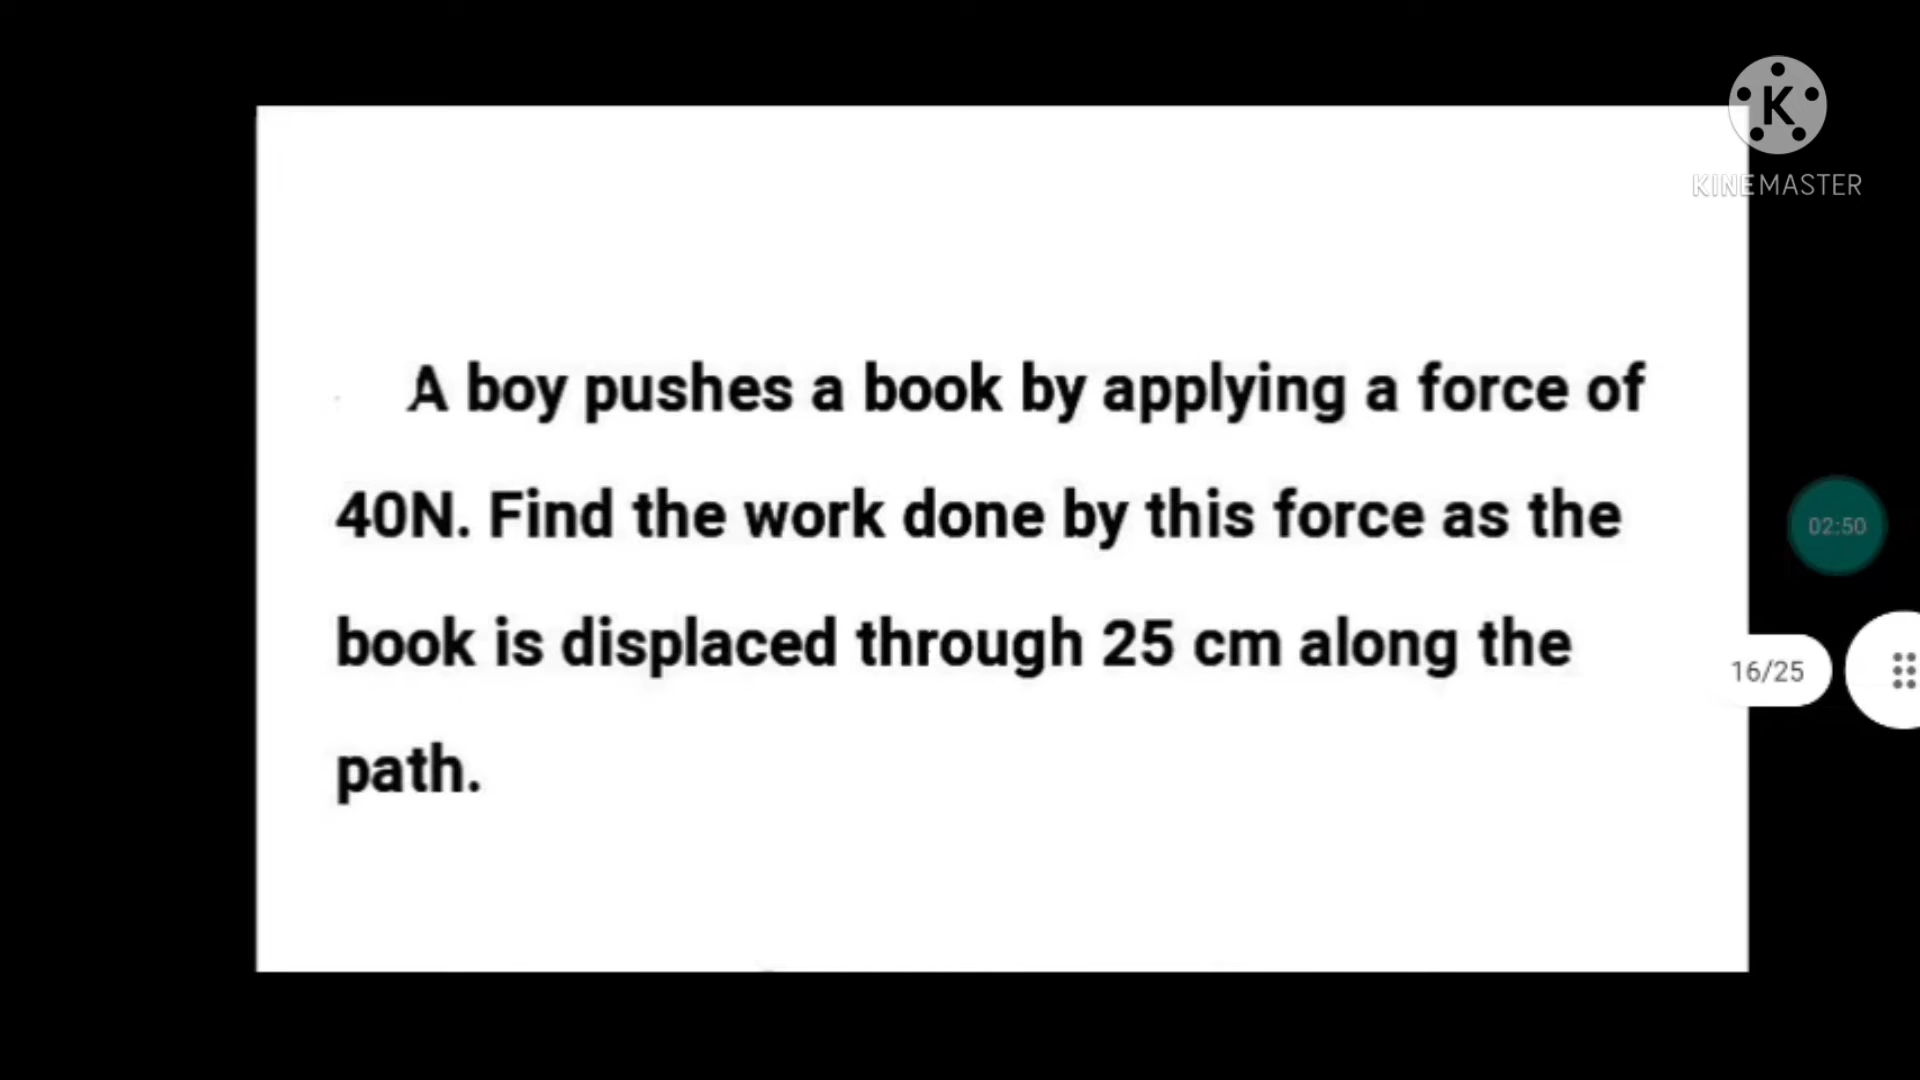 K
KINEMASTER
A boy pushes a book by applying a force of
40N. Find the work done by this force as the
02:50
book is displaced through 25 cm along the
16/25
path.